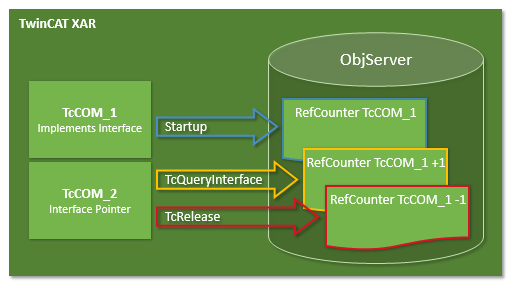 TwinCAT XAR
ObjServer
TcCOM_1
Implements Interface
Startup
RefCounter TcCOM_1
TcCOM_2
Interface Pointer
TcQueryInterface
RefCounter TcCOM_1 +1
TcRelease
RefCounter TcCOM_1 -1